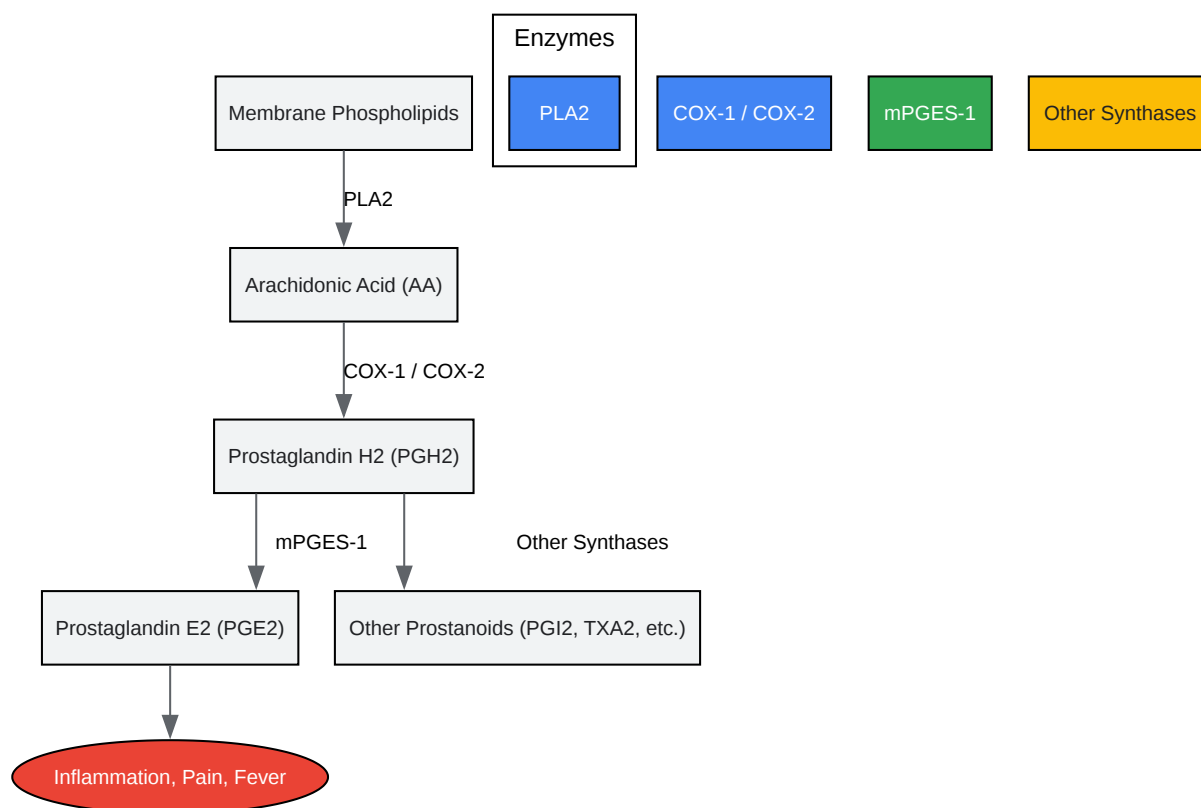 Enzymes
Membrane Phospholipids
PLA2
COX-1 / COX-2
mPGES-1
Other Synthases
PLA2
Arachidonic Acid (AA)
COX-1 / COX-2
Prostaglandin H2 (PGH2)
mPGES-1
Other Synthases
Prostaglandin E2 (PGE2)
Other Prostanoids (PGI2, TXA2, etc.)
Inflammation, Pain, Fever